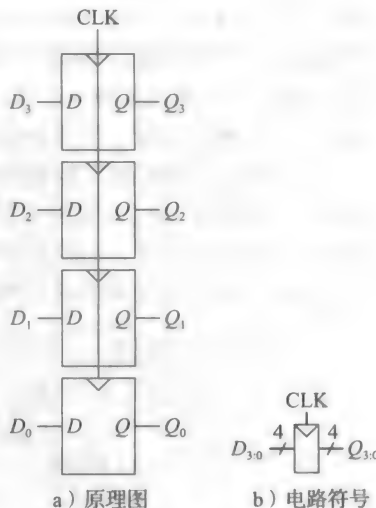 CLK
D₃ D Q Q₃
D₂ D Q Q₂
D₁ D Q Q₁
D₀ D Q Q₀
a）原理图
CLK
D₃:₀ 4 4 Q₃:₀
b）电路符号